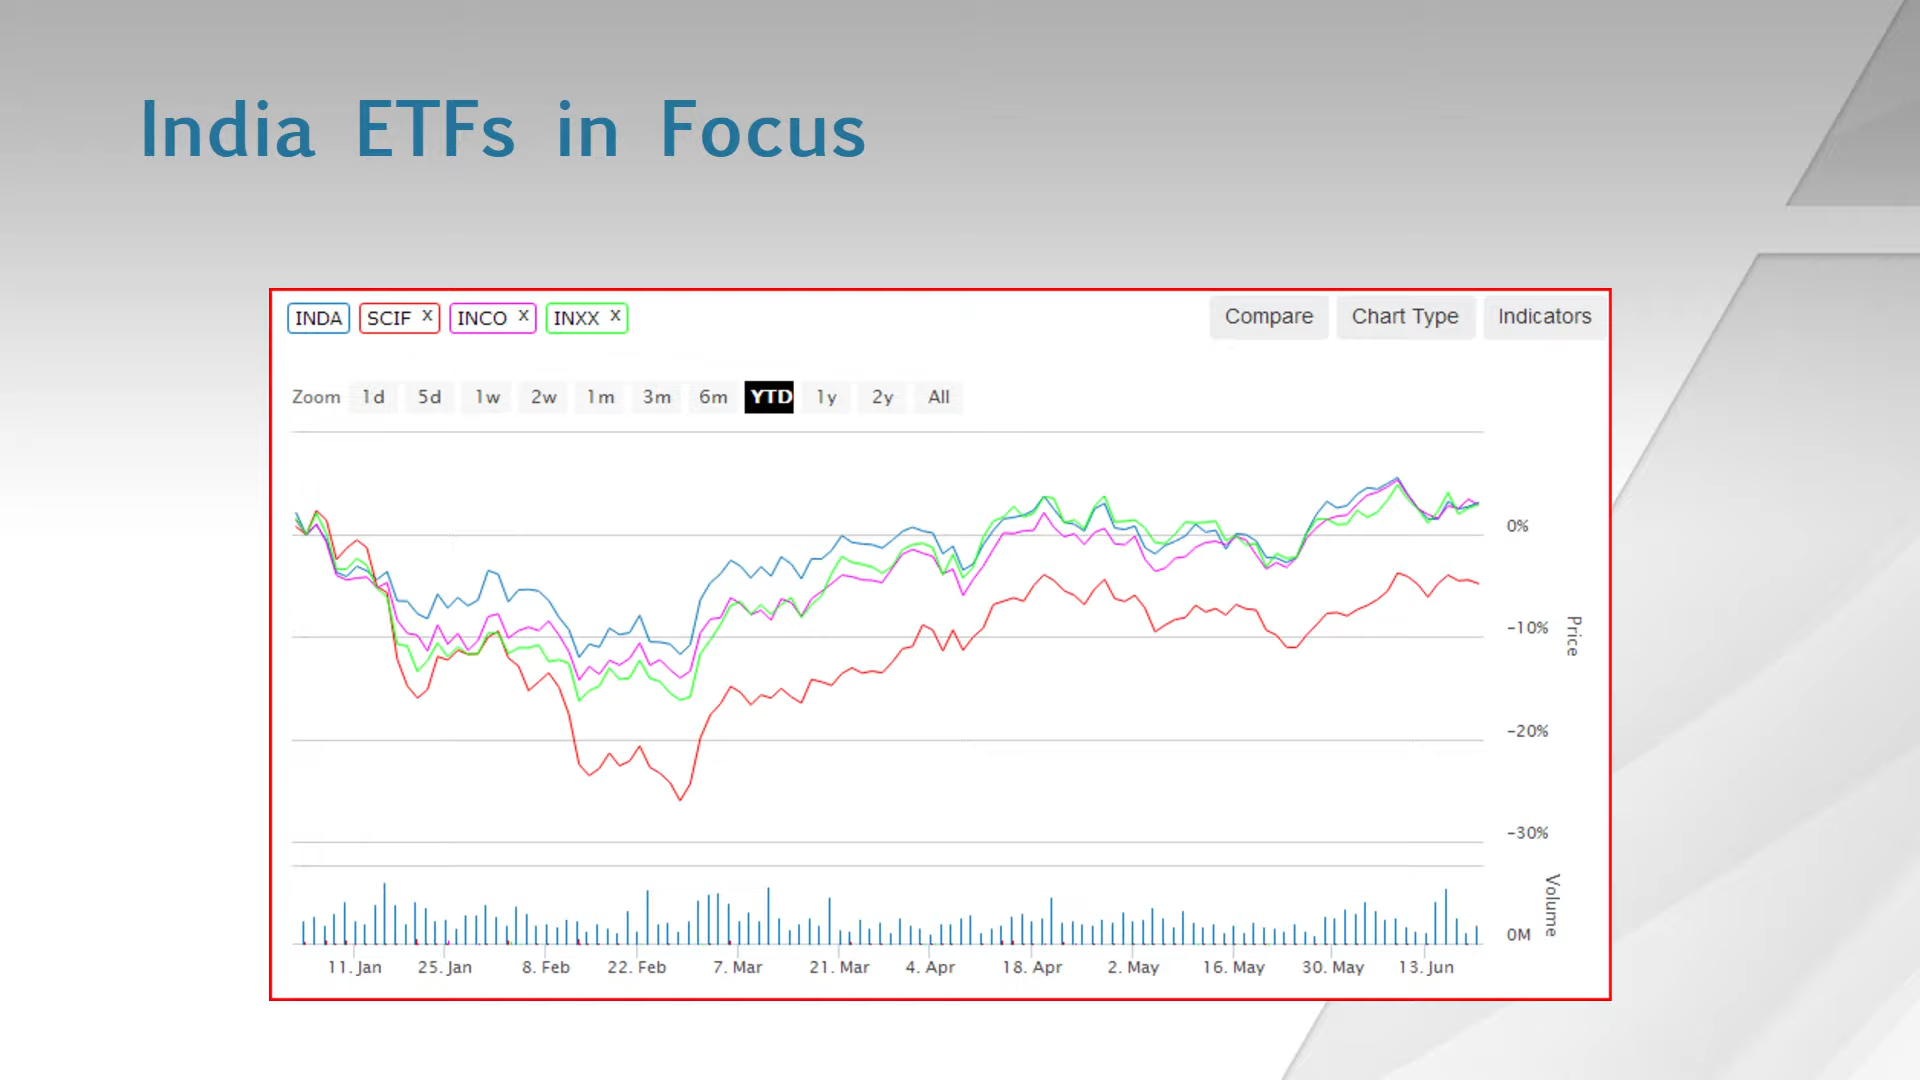 India ETFs in Focus
INDA SCIF x INCO x INXX x Compare Chart Type Indicators
Zoom 1d 5d 1w 2w 1m 3m 6m YTD 1y 2y All
0%
-10%
Price
-20%
-30%
Volume
0M
11. Jan 25. Jan 8. Feb 22. Feb 7. Mar 21. Mar 4. Apr 18. Apr 2. May 16. May 30. May 13. Jun